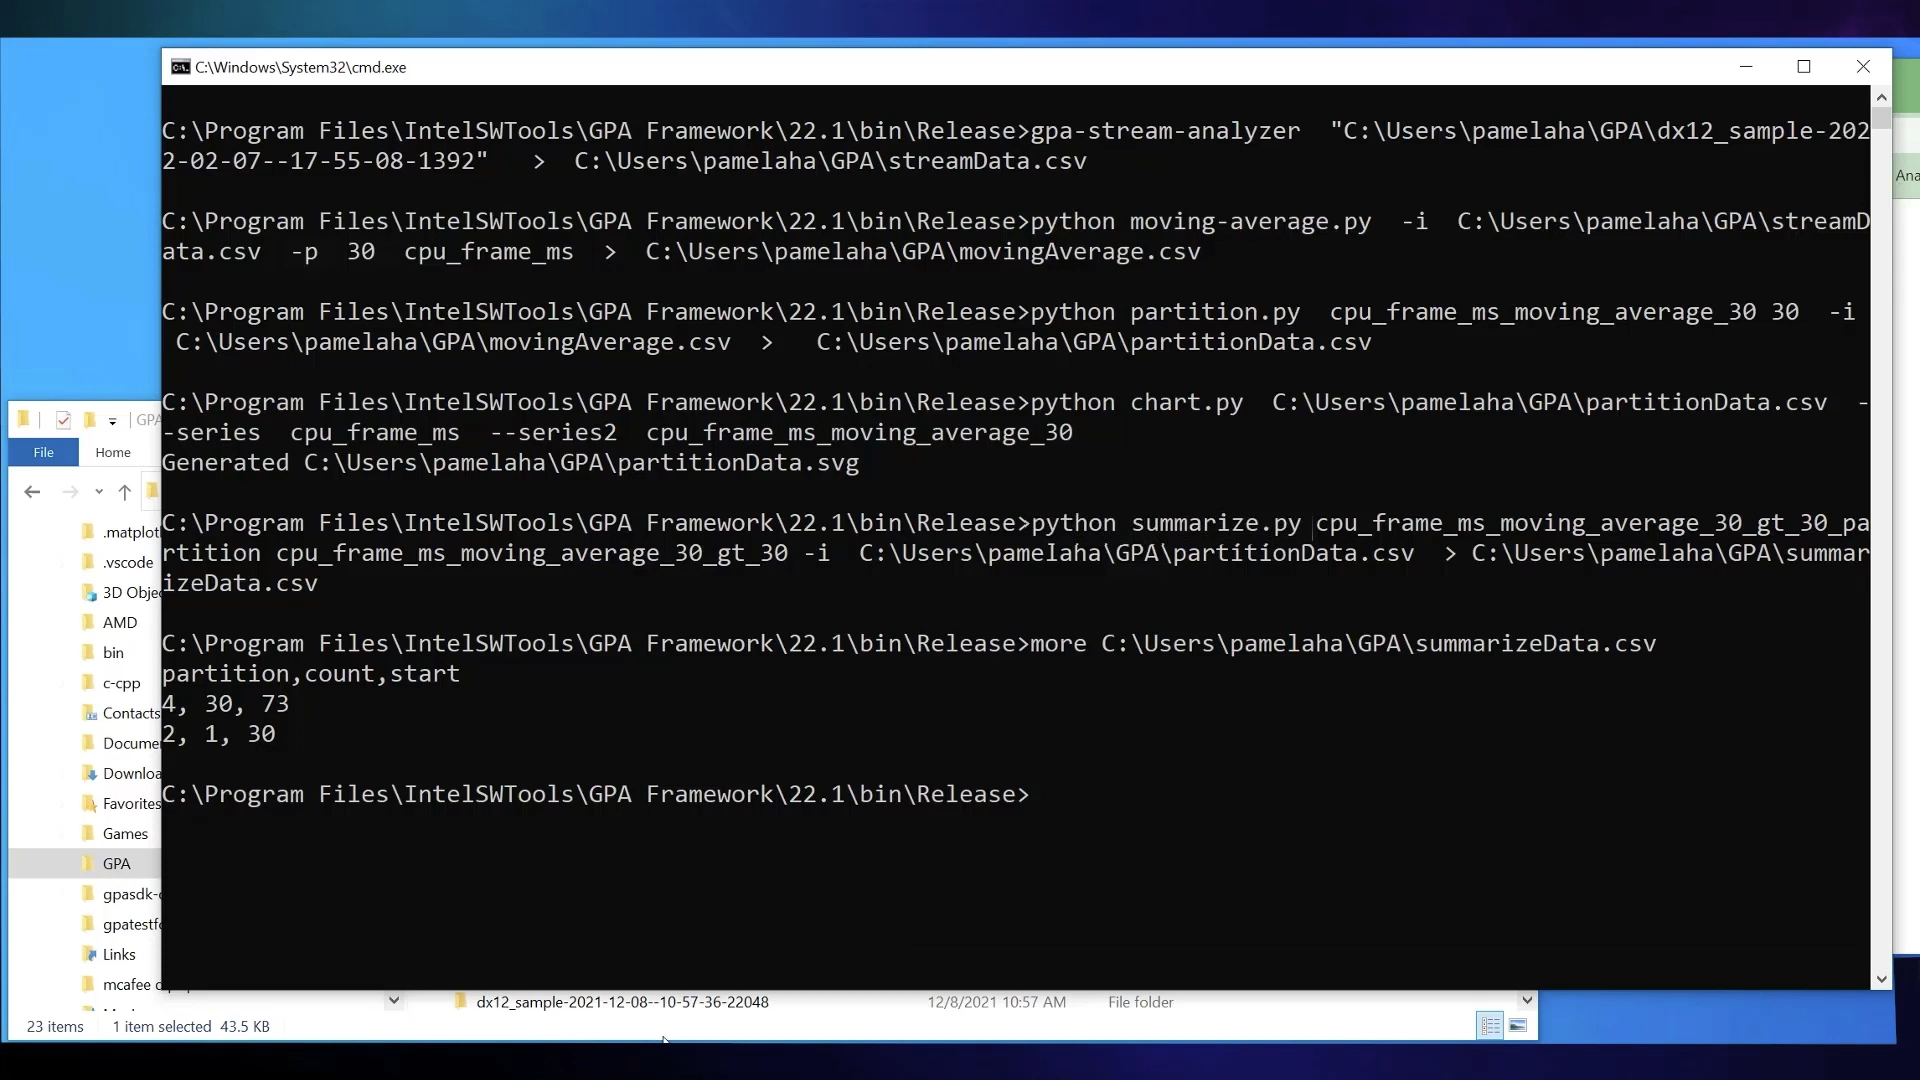 C:\Windows\System32\cmd.exe
C:\Program Files\IntelSWTools\GPA Framework\22.1\bin\Release>gpa-stream-analyzer  "C:\Users\pamelaha\GPA\dx12_sample-202
2-02-07--17-55-08-1392"   >  C:\Users\pamelaha\GPA\streamData.csv
C:\Program Files\IntelSWTools\GPA Framework\22.1\bin\Release>python moving-average.py  -i  C:\Users\pamelaha\GPA\streamD
ata.csv  -p  30  cpu_frame_ms  >  C:\Users\pamelaha\GPA\movingAverage.csv
C:\Program Files\IntelSWTools\GPA Framework\22.1\bin\Release>python partition.py  cpu_frame_ms_moving_average_30 30  -i
C:\Users\pamelaha\GPA\movingAverage.csv  >   C:\Users\pamelaha\GPA\partitionData.csv
C:\Program Files\IntelSWTools\GPA Framework\22.1\bin\Release>python chart.py  C:\Users\pamelaha\GPA\partitionData.csv  -
-series  cpu_frame_ms  --series2  cpu_frame_ms_moving_average_30
Generated C:\Users\pamelaha\GPA\partitionData.svg
C:\Program Files\IntelSWTools\GPA Framework\22.1\bin\Release>python summarize.py cpu_frame_ms_moving_average_30_gt_30_pa
rtition cpu_frame_ms_moving_average_30_gt_30 -i  C:\Users\pamelaha\GPA\partitionData.csv  > C:\Users\pamelaha\GPA\summar
izeData.csv
C:\Program Files\IntelSWTools\GPA Framework\22.1\bin\Release>more C:\Users\pamelaha\GPA\summarizeData.csv
partition,count,start
4, 30, 73
2, 1, 30
C:\Program Files\IntelSWTools\GPA Framework\22.1\bin\Release>
Ana
GPA
File Home
.matplotl
.vscode
3D Obje
AMD
bin
c-cpp
Contacts
Docume
Downloa
Favorites
Games
GPA
gpasdk-
gpatestfo
Links
mcafee
dx12_sample-2021-12-08--10-57-36-22048 12/8/2021 10:57 AM File folder
23 items 1 item selected 43.5 KB